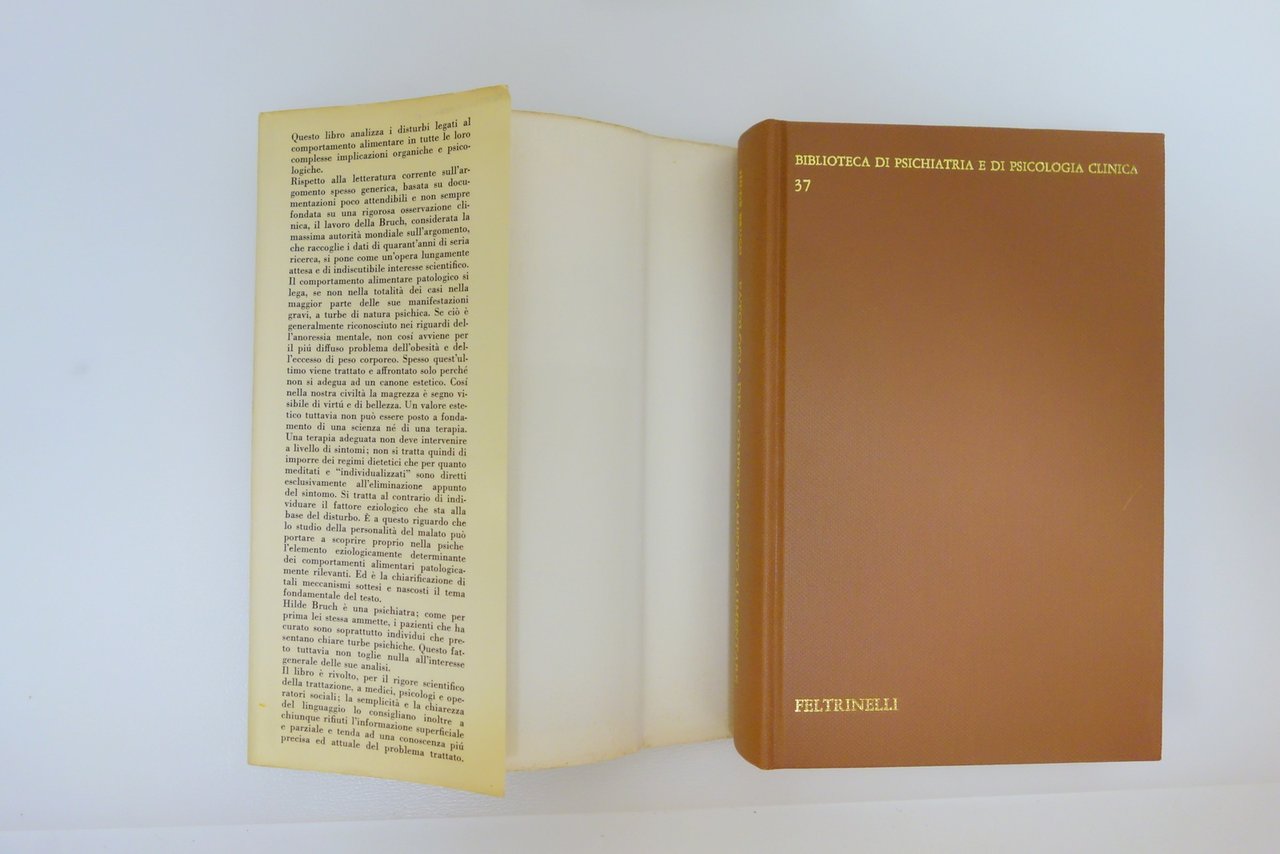 Questo libro analizza i disturbi legati al
comportamento alimentare in tutte le loro
complesse implicazioni organiche e psico-
logiche.
Rispetto alla letteratura corrente sull'ar-
gomento spesso generica, basata su docu-
mentazioni poco attendibili e non sempre
fondata su una rigorosa osservazione cli-
nica, il lavoro della Bruch, considerata la
massima autorità mondiale sull'argomento,
che raccoglie i dati di quarant'anni di seria
ricerca, si pone come un'opera lungamente
attesa e di indiscutibile interesse scientifico.
Il comportamento alimentare patologico si
lega, se non nella totalità dei casi nella
maggior parte delle sue manifestazioni
gravi, a turbe di natura psichica. Se ciò è
generalmente riconosciuto nei riguardi del-
l'anoressia mentale, non cosí avviene per
il piú diffuso problema dell'obesità e del-
l'eccesso di peso corporeo. Spesso quest'ul-
timo viene trattato e affrontato solo perché
non si adegua ad un canone estetico. Cosí
nella nostra civiltà la magrezza è segno vi-
sibile di virtú e di bellezza. Un valore este-
tico tuttavia non può essere posto a fonda-
mento di una scienza né di una terapia.
Una terapia adeguata non deve intervenire
a livello di sintomi; non si tratta quindi di
imporre dei regimi dietetici che per quanto
meditati e “individualizzati” sono diretti
esclusivamente all'eliminazione appunto
del sintomo. Si tratta al contrario di indi-
viduare il fattore eziologico che sta alla
base del disturbo. È a questo riguardo che
lo studio della personalità del malato può
portare a scoprire proprio nella psiche
l'elemento eziologicamente determinante
dei comportamenti alimentari patologica-
mente rilevanti. Ed è la chiarificazione di
tali meccanismi sottesi e nascosti il tema
fondamentale del testo.
Hilde Bruch è una psichiatra; come per
prima lei stessa ammette, i pazienti che ha
curato sono soprattutto individui che pre-
sentano chiare turbe psichiche. Questo fat-
to tuttavia non toglie nulla all'interesse
generale delle sue analisi.
Il libro è rivolto, per il rigore scientifico
della trattazione, a medici, psicologi e ope-
ratori sociali; la semplicità e la chiarezza
del linguaggio lo consigliano inoltre a
chiunque rifiuti l'informazione superficiale
e parziale e tenda ad una conoscenza piú
precisa ed attuale del problema trattato.
BIBLIOTECA DI PSICHIATRIA E DI PSICOLOGIA CLINICA
37
FELTRINELLI